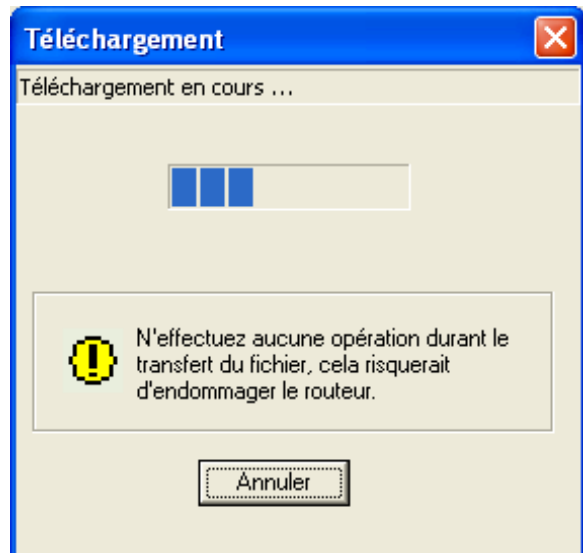 Téléchargement
Téléchargement en cours ...
N'effectuez aucune opération durant le
transfert du fichier, cela risquerait
d'endommager le routeur.
Annuler